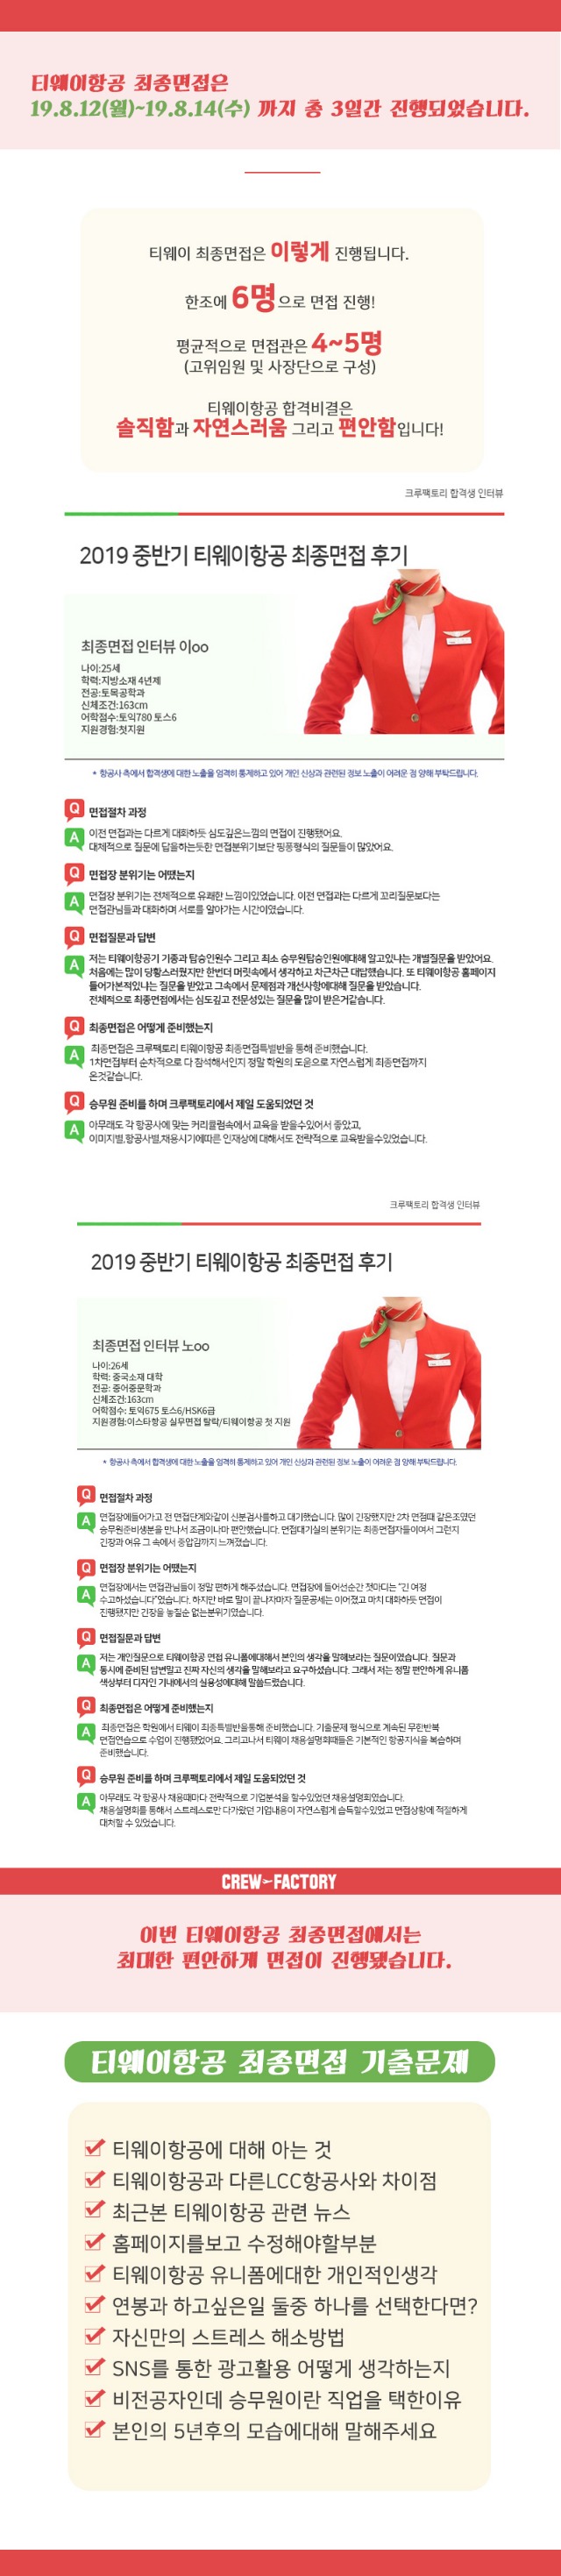 티웨이항공 최종면접은
19.8.12(월)~19.8.14(수) 까지 총 3일간 진행되었습니다.
티웨이 최종면접은 이렇게 진행됩니다.
한조에 6명으로 면접 진행!
평균적으로 면접관은 4~5명
(고위임원 및 사장단으로 구성)
티웨이항공 합격비결은
솔직함과 자연스러움 그리고 편안함입니다!
크루팩토리 합격생 인터뷰
2019 중반기 티웨이항공 최종면접 후기
최종면접 인터뷰 이oo
나이:25세
학력:지방소재 4년제
전공:토목공학과
신체조건:163cm
어학점수:토익780 토스6
지원경험:첫지원
* 항공사 측에서 합격생에 대한 노출을 엄격히 통제하고 있어 개인 신상과 관련된 정보 노출이 어려운 점 양해 부탁드립니다.
Q 면접절차 과정
A 이전 면접과는 다르게 대화하듯 심도깊은느낌의 면접이 진행됐어요.
대체적으로 질문에 답을하는듯한 면접분위기보단 핑퐁형식의 질문들이 많았어요.
Q 면접장 분위기는 어땠는지
A 면접장 분위기는 전체적으로 유쾌한 느낌이있었습니다. 이전 면접과는 다르게 꼬리질문보다는
면접관님들과 대화하며 서로를 알아가는 시간이였습니다.
Q 면접질문과 답변
A 저는 티웨이항공기 기종과 탑승인원수 그리고 최소 승무원탑승인원에대해 알고있냐는 개별질문을 받았어요.
처음에는 많이 당황스러웠지만 한번더 머릿속에서 생각하고 차근차근 대답했습니다. 또 티웨이항공 홈페이지
들어가본적있냐는 질문을 받았고 그속에서 문제점과 개선사항에대해 질문을 받았습니다.
전체적으로 최종면접에서는 심도깊고 전문성있는 질문을 많이 받은거같습니다.
Q 최종면접은 어떻게 준비했는지
A 최종면접은 크루팩토리 티웨이항공 최종면접특별반을 통해 준비했습니다.
1차면접부터 순차적으로 다 참석해서인지 정말 학원의 도움으로 자연스럽게 최종면접까지
온것같습니다.
Q 승무원 준비를 하며 크루팩토리에서 제일 도움되었던 것
A 아무래도 각 항공사에 맞는 커리큘럼속에서 교육을 받을수있어서 좋았고,
이미지별,항공사별,채용시기에따른 인재상에 대해서도 전략적으로 교육받을수있었습니다.
크루팩토리 합격생 인터뷰
2019 중반기 티웨이항공 최종면접 후기
최종면접 인터뷰 노oo
나이:26세
학력: 중국소재 대학
전공: 중어중문학과
신체조건:163cm
어학점수: 토익675 토스6/HSK6급
지원경험:이스타항공 실무면접 탈락/티웨이항공 첫 지원
* 항공사 측에서 합격생에 대한 노출을 엄격히 통제하고 있어 개인 신상과 관련된 정보 노출이 어려운 점 양해 부탁드립니다.
Q 면접절차 과정
A 면접장에들어가고 전 면접단계와같이 신분검사를하고 대기했습니다. 많이 긴장했지만 2차 면접때 같은조였던
승무원준비생분을 만나서 조금이나마 편안했습니다. 면접대기실의 분위기는 최종면접자들이여서 그런지
긴장과 여유 그 속에서 중압감까지 느껴졌습니다.
Q 면접장 분위기는 어땠는지
A 면접장에서는 면접관님들이 정말 편하게 해주셨습니다. 면접장에 들어선순간 첫마디는 "긴 여정
수고하셨습니다"였습니다. 하지만 바로 말이 끝나자마자 질문공세는 이어졌고 마치 대화하듯 면접이
진행됐지만 긴장을 놓칠순 없는분위기였습니다.
Q 면접질문과 답변
A 저는 개인질문으로 티웨이항공 면접 유니폼에대해서 본인의 생각을 말해보라는 질문이였습니다. 질문과
동시에 준비된 답변말고 진짜 자신의 생각을 말해보라고 요구하셨습니다. 그래서 저는 정말 편안하게 유니폼
색상부터 디자인 기내에서의 실용성에대해 말씀드렸습니다.
Q 최종면접은 어떻게 준비했는지
A 최종면접은 학원에서 티웨이 최종특별반을통해 준비했습니다. 기출문제 형식으로 계속된 무한반복
면접연습으로 수업이 진행됐었어요. 그리고나서 티웨이 채용설명회때들은 기본적인 항공지식을 복습하며
준비했습니다.
Q 승무원 준비를 하며 크루팩토리에서 제일 도움되었던 것
A 아무래도 각 항공사 채용때마다 전략적으로 기업분석을 할수있었던 채용설명회였습니다.
채용설명회를 통해서 스트레스로만 다가왔던 기업내용이 자연스럽게 습득할수있었고 면접상황에 적절하게
대처할 수 있었습니다.
CREW FACTORY
이번 티웨이항공 최종면접에서는
최대한 편안하게 면접이 진행됐습니다.
티웨이항공 최종면접 기출문제
티웨이항공에 대해 아는 것
티웨이항공과 다른LCC항공사와 차이점
최근본 티웨이항공 관련 뉴스
홈페이지를보고 수정해야할부분
티웨이항공 유니폼에대한 개인적인생각
연봉과 하고싶은일 둘중 하나를 선택한다면?
자신만의 스트레스 해소방법
SNS를 통한 광고활용 어떻게 생각하는지
비전공자인데 승무원이란 직업을 택한이유
본인의 5년후의 모습에대해 말해주세요